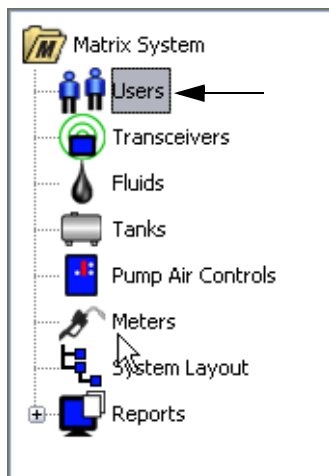 Matrix System
Users
Transceivers
Fluids
Tanks
Pump Air Controls
Meters
System Layout
Reports